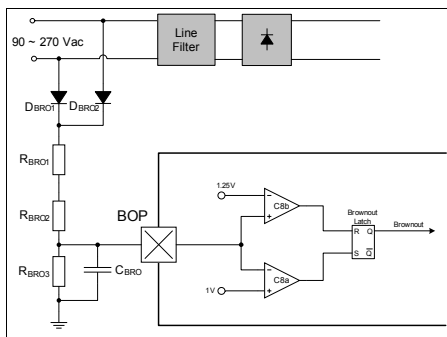 90 ~ 270 Vac
Line
Filter
DBRO1
DBRO2
RBRO1
RBRO2
RBRO3
CBRO
BOP
1.25V
C8b
C8a
1V
Brownout
Latch
R Q
S Q̅
Brownout